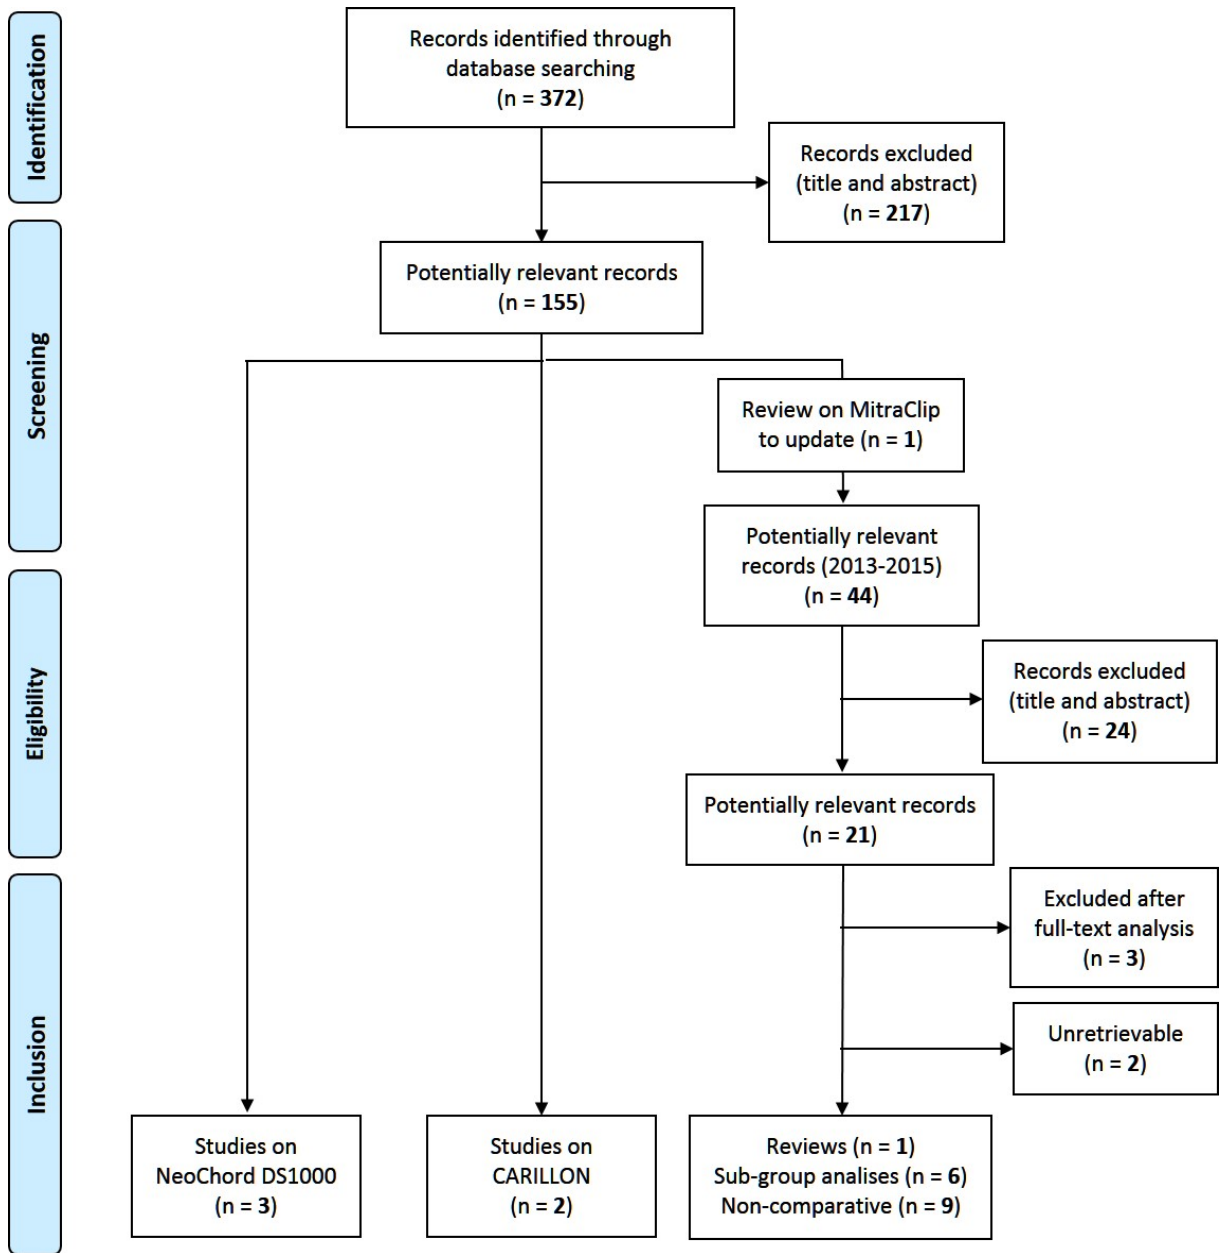 Identification
Records identified through
database searching
(n = 372)
Records excluded
(title and abstract)
(n = 217)
Screening
Potentially relevant records
(n = 155)
Review on MitraClip
to update (n = 1)
Potentially relevant
records (2013-2015)
(n = 44)
Eligibility
Records excluded
(title and abstract)
(n = 24)
Potentially relevant records
(n = 21)
Inclusion
Excluded after
full-text analysis
(n = 3)
Unretrievable
(n = 2)
Studies on
NeoChord DS1000
(n = 3)
Studies on
CARILLON
(n = 2)
Reviews (n = 1)
Sub-group analises (n = 6)
Non-comparative (n = 9)